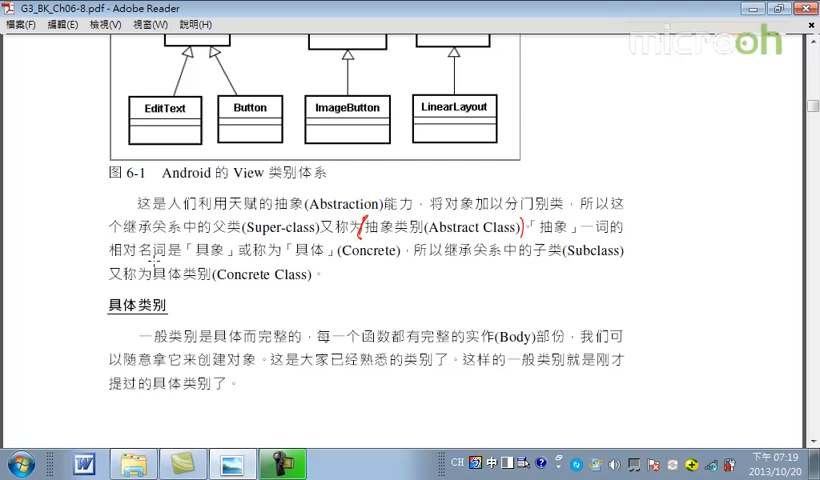 G3_BK_Ch06-8.pdf - Adobe Reader
檔案(F) 編輯(E) 檢視(V) 視窗(W) 說明(H)
microoh
EditText Button ImageButton LinearLayout
图 6-1 Android 的 View 类别体系
这是人们利用天赋的抽象(Abstraction)能力，将对象加以分门别类，所以这
个继承关系中的父类(Super-class)又称为抽象类别(Abstract Class)。「抽象」一词的
相对名词是「具象」或称为「具体」(Concrete)，所以继承关系中的子类(Subclass)
又称为具体类别(Concrete Class)。
具体类别
一般类别是具体而完整的，每一个函数都有完整的实作(Body)部份，我们可
以随意拿它来创建对象。这是大家已经熟悉的类别了。这样的一般类别就是刚才
提过的具体类别了。
CH 中
下午 07:19
2013/10/20